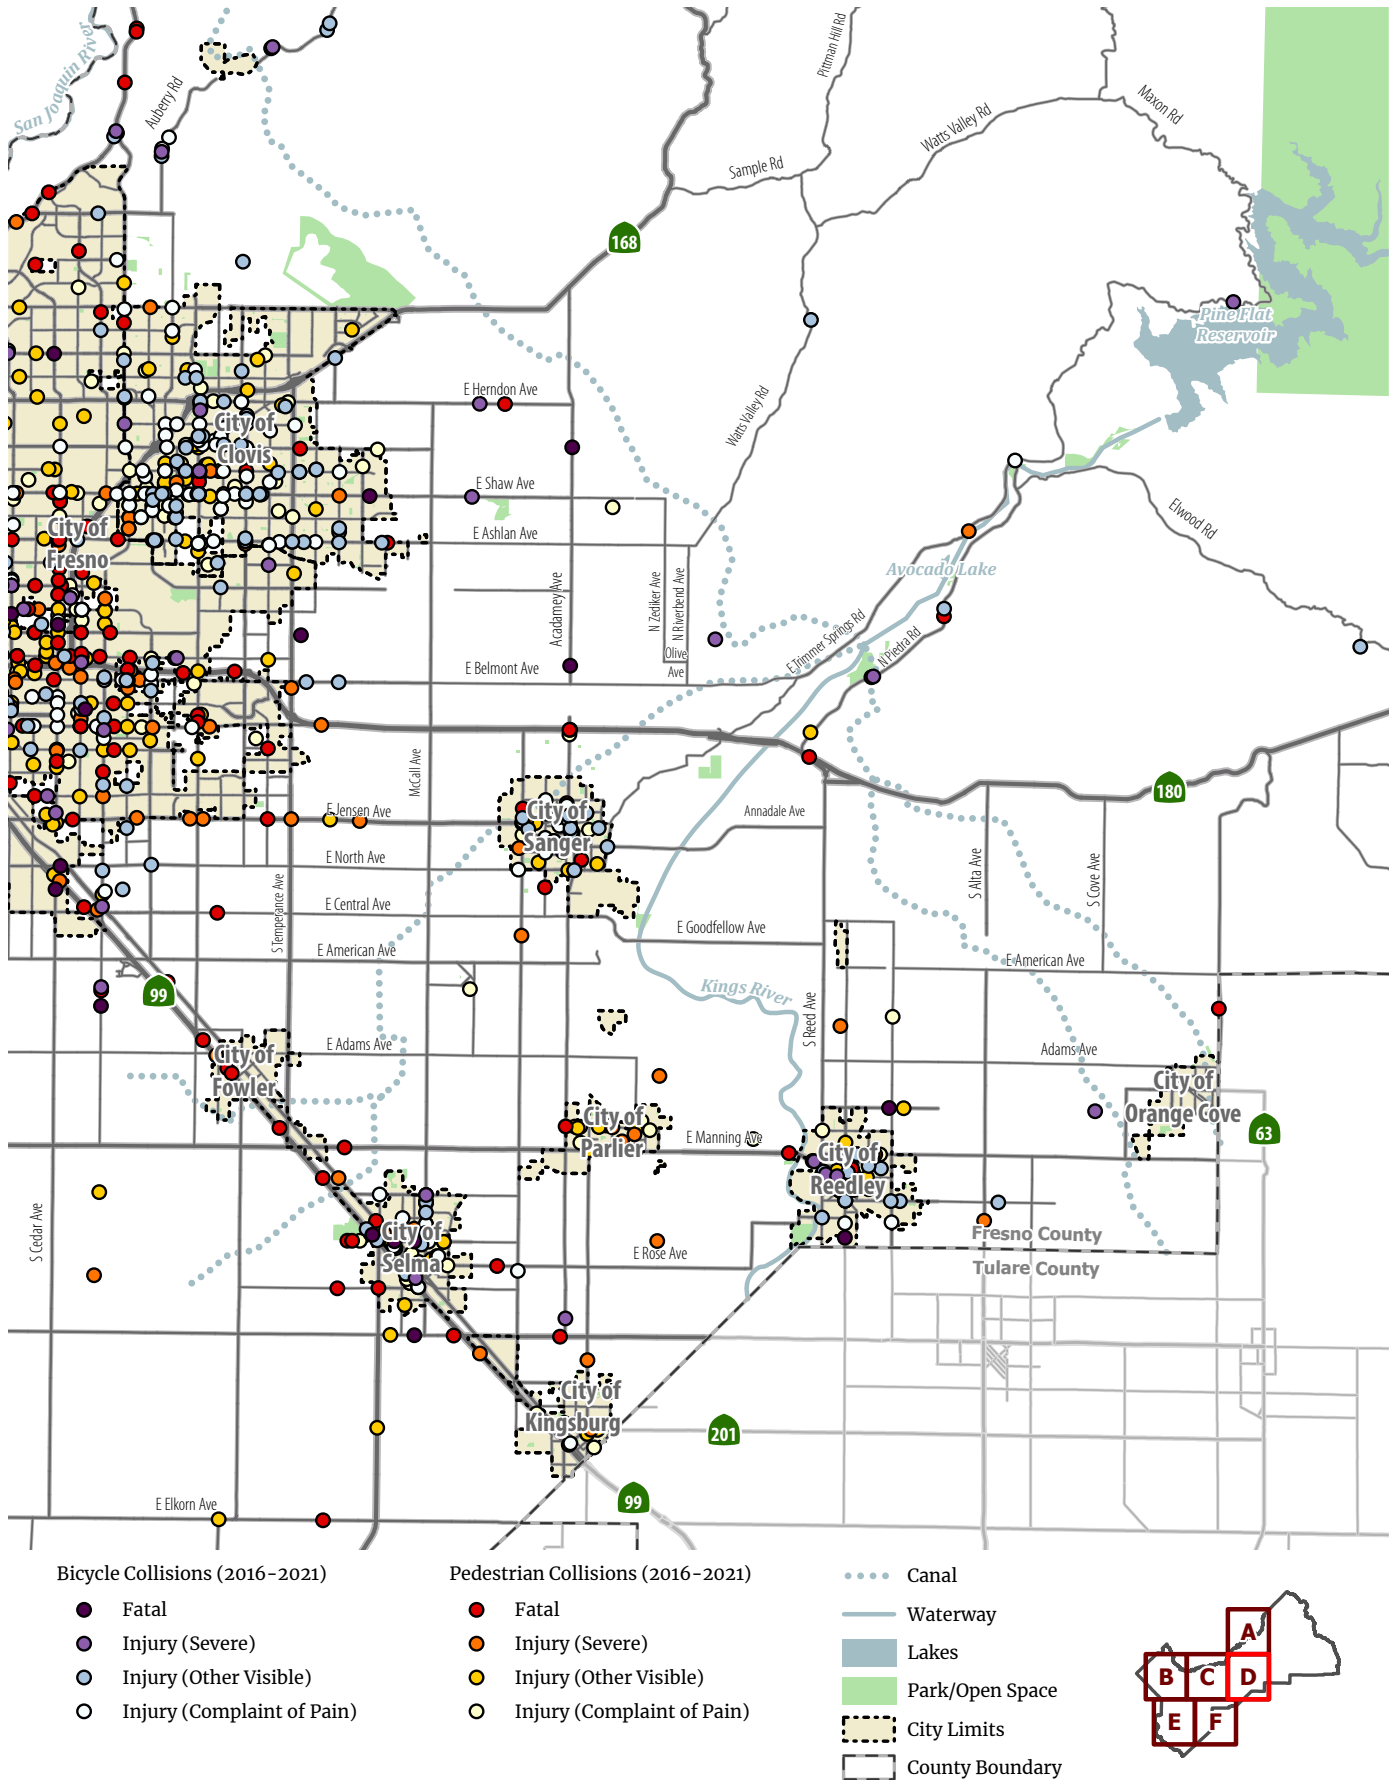 San Joaquin River
Auberry Rd
Pittman Hill Rd
Maxon Rd
Watts Valley Rd
Sample Rd
168
Pine Flat
Reservoir
E Herndon Ave
Watts Valley Rd
City of
Clovis
E Shaw Ave
Elwood Rd
City of
Fresno
E Ashlan Ave
Avocado Lake
Acadamey Ave
N Zediker Ave
N Riverbend Ave
E Trimmer Springs Rd
N Piedra Rd
Olive
Ave
E Belmont Ave
McCall Ave
180
E Jensen Ave
City of
Sanger
Annadale Ave
E North Ave
S Temperance Ave
S Alta Ave
S Cove Ave
E Central Ave
E Goodfellow Ave
E American Ave
E American Ave
99
Kings River
S Reed Ave
City of
Fowler
E Adams Ave
Adams Ave
City of
Orange Cove
63
City of
Parlier
E Manning Ave
City of
Reedley
S Cedar Ave
City of
Selma
E Rose Ave
Fresno County
Tulare County
City of
Kingsburg
201
99
E Elkorn Ave
Bicycle Collisions (2016-2021)
Fatal
Injury (Severe)
Injury (Other Visible)
Injury (Complaint of Pain)
Pedestrian Collisions (2016-2021)
Fatal
Injury (Severe)
Injury (Other Visible)
Injury (Complaint of Pain)
Canal
Waterway
Lakes
Park/Open Space
City Limits
County Boundary
A
B C D
E F